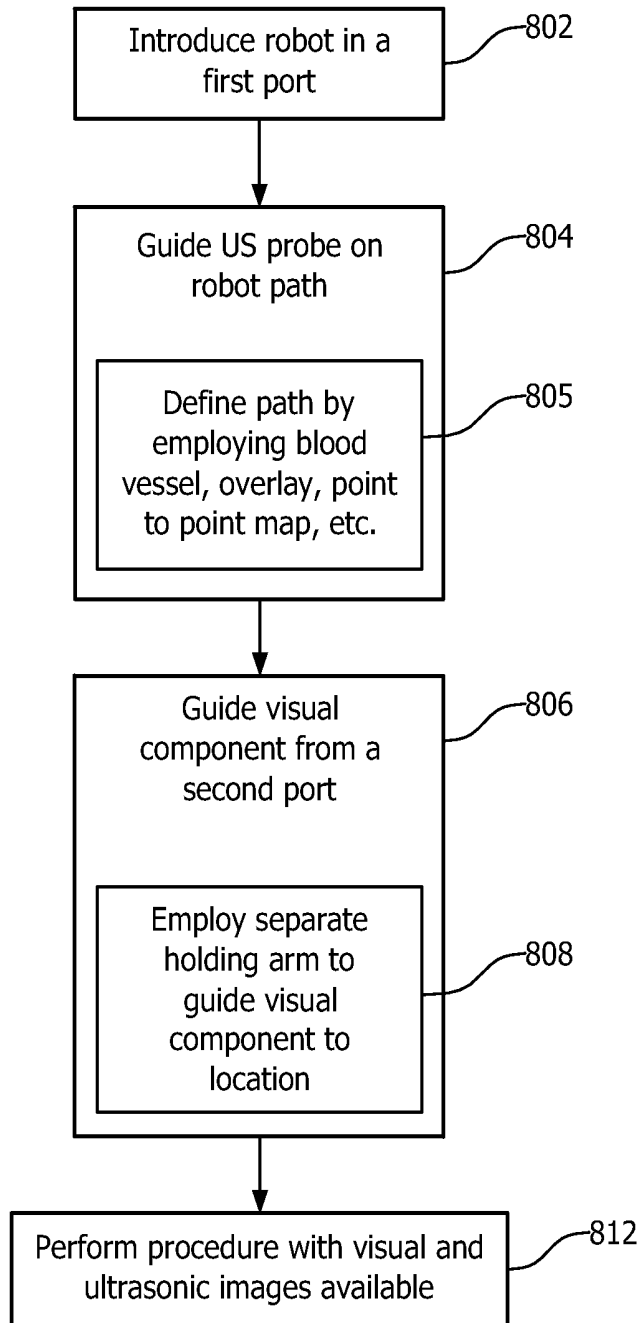 Introduce robot in a
first port
802
Guide US probe on
robot path
804
Define path by
employing blood
vessel, overlay, point
to point map, etc.
805
Guide visual
component from a
second port
806
Employ separate
holding arm to
guide visual
component to
location
808
Perform procedure with visual and
ultrasonic images available
812